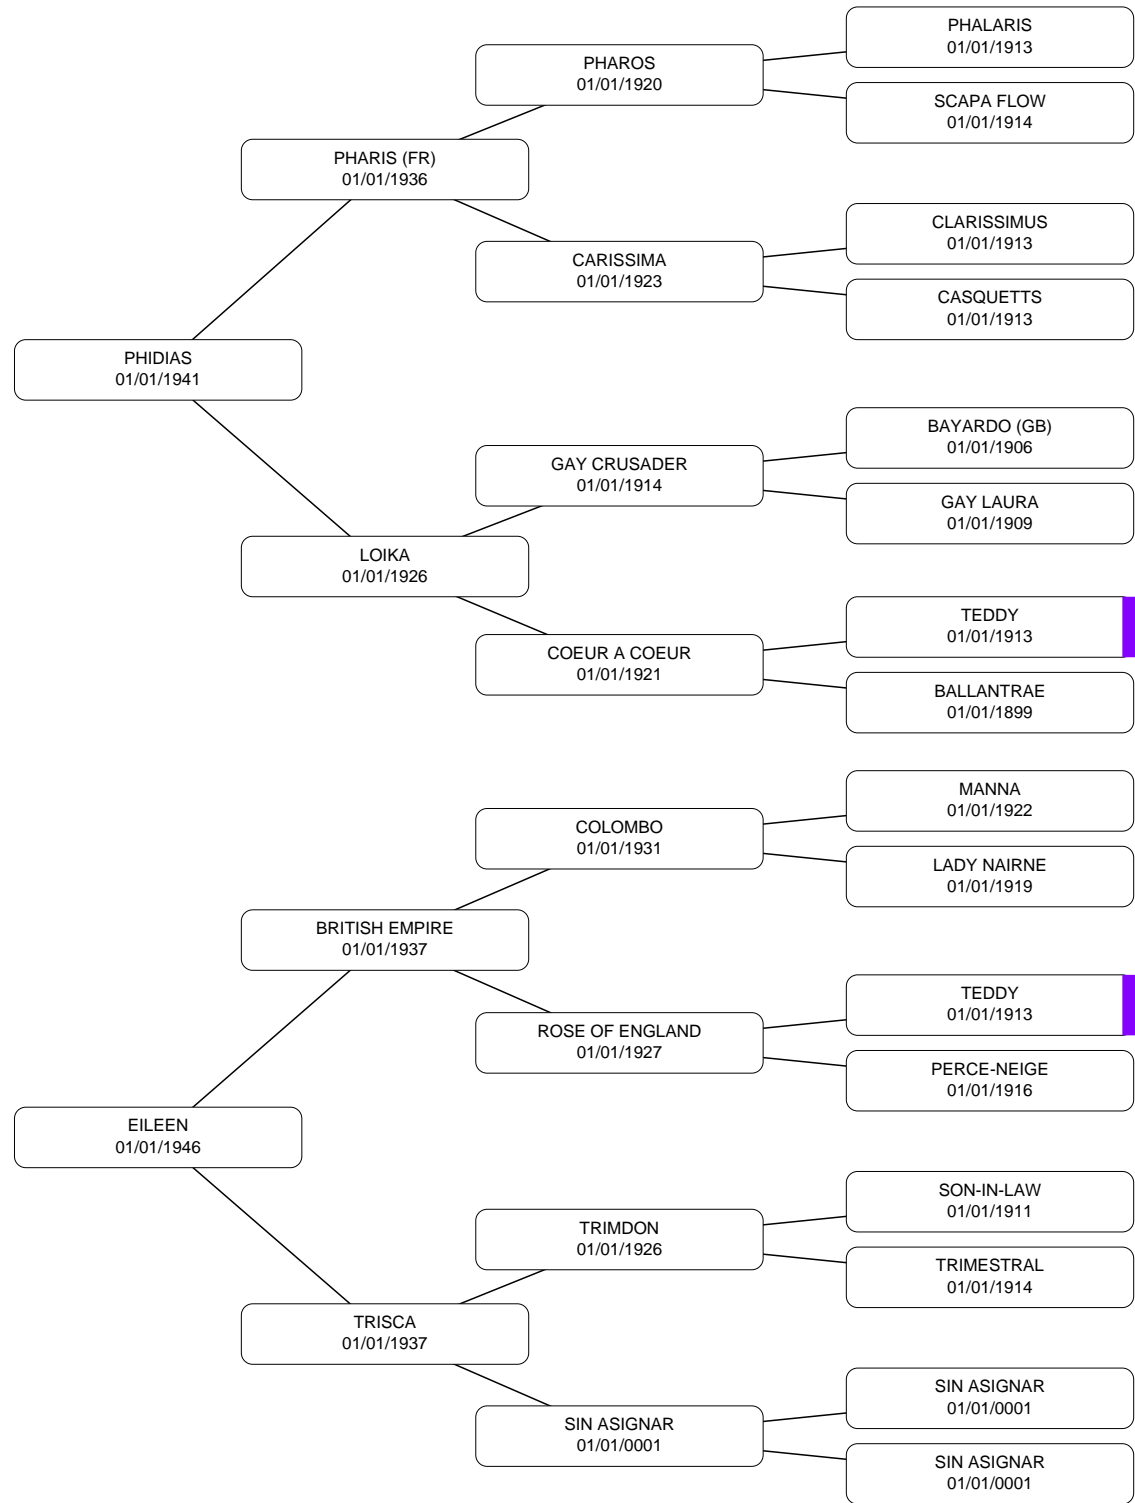 PHALARIS
01/01/1913
PHAROS
01/01/1920
SCAPA FLOW
01/01/1914
PHARIS (FR)
01/01/1936
CLARISSIMUS
01/01/1913
CARISSIMA
01/01/1923
CASQUETTS
01/01/1913
PHIDIAS
01/01/1941
BAYARDO (GB)
01/01/1906
GAY CRUSADER
01/01/1914
GAY LAURA
01/01/1909
LOIKA
01/01/1926
TEDDY
01/01/1913
COEUR A COEUR
01/01/1921
BALLANTRAE
01/01/1899
MANNA
01/01/1922
COLOMBO
01/01/1931
LADY NAIRNE
01/01/1919
BRITISH EMPIRE
01/01/1937
TEDDY
01/01/1913
ROSE OF ENGLAND
01/01/1927
PERCE-NEIGE
01/01/1916
EILEEN
01/01/1946
SON-IN-LAW
01/01/1911
TRIMDON
01/01/1926
TRIMESTRAL
01/01/1914
TRISCA
01/01/1937
SIN ASIGNAR
01/01/0001
SIN ASIGNAR
01/01/0001
SIN ASIGNAR
01/01/0001